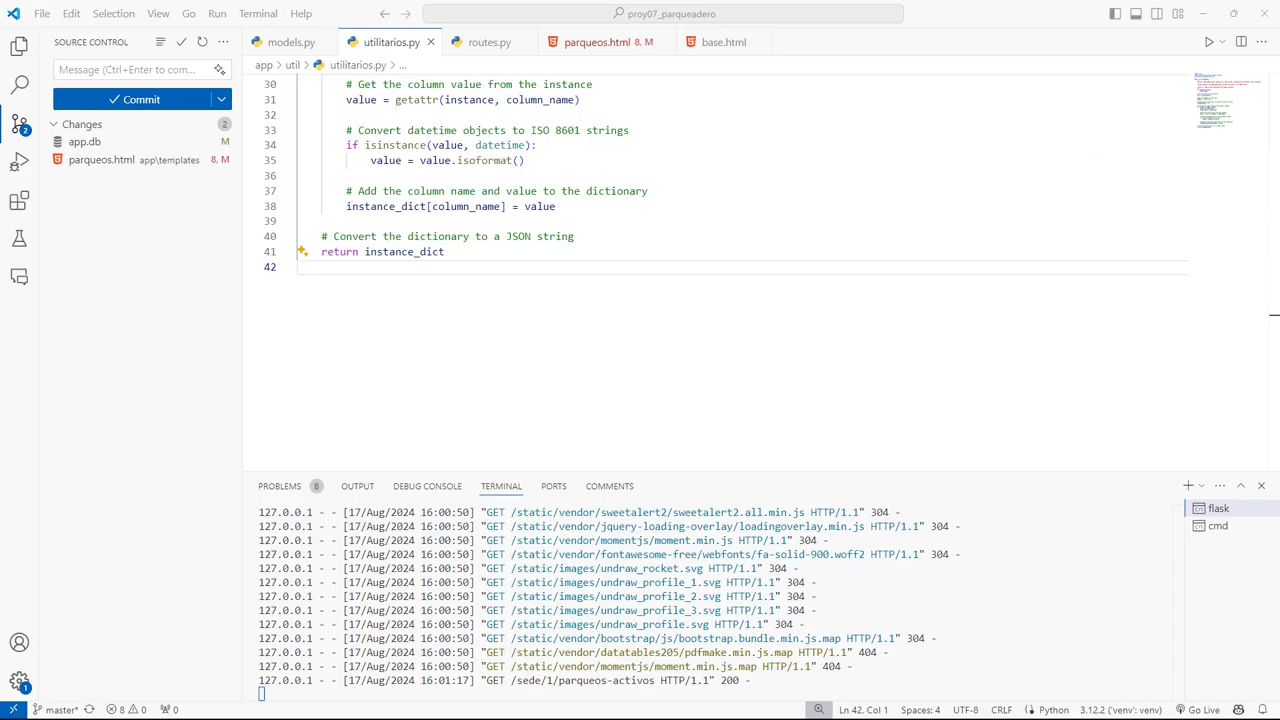 File Edit Selection View Go Run Terminal Help
proy07_parqueadero
SOURCE CONTROL
Message (Ctrl+Enter to com...
Commit
Changes 2
app.db M
parqueos.html app\templates 8, M
models.py utilitarios.py routes.py parqueos.html 8, M base.html
app > util > utilitarios.py > ...
30 # Get the column value from the instance
31 value = getattr(instance, column_name)
32
33 # Convert datetime objects to ISO 8601 strings
34 if isinstance(value, datetime):
35 value = value.isoformat()
36
37 # Add the column name and value to the dictionary
38 instance_dict[column_name] = value
39
40 # Convert the dictionary to a JSON string
41 return instance_dict
42
PROBLEMS 8 OUTPUT DEBUG CONSOLE TERMINAL PORTS COMMENTS
127.0.0.1 - - [17/Aug/2024 16:00:50] "GET /static/vendor/sweetalert2/sweetalert2.all.min.js HTTP/1.1" 304 -
127.0.0.1 - - [17/Aug/2024 16:00:50] "GET /static/vendor/jquery-loading-overlay/loadingoverlay.min.js HTTP/1.1" 304 -
127.0.0.1 - - [17/Aug/2024 16:00:50] "GET /static/vendor/momentjs/moment.min.js HTTP/1.1" 304 -
127.0.0.1 - - [17/Aug/2024 16:00:50] "GET /static/vendor/fontawesome-free/webfonts/fa-solid-900.woff2 HTTP/1.1" 304 -
127.0.0.1 - - [17/Aug/2024 16:00:50] "GET /static/images/undraw_rocket.svg HTTP/1.1" 304 -
127.0.0.1 - - [17/Aug/2024 16:00:50] "GET /static/images/undraw_profile_1.svg HTTP/1.1" 304 -
127.0.0.1 - - [17/Aug/2024 16:00:50] "GET /static/images/undraw_profile_2.svg HTTP/1.1" 304 -
127.0.0.1 - - [17/Aug/2024 16:00:50] "GET /static/images/undraw_profile_3.svg HTTP/1.1" 304 -
127.0.0.1 - - [17/Aug/2024 16:00:50] "GET /static/images/undraw_profile.svg HTTP/1.1" 304 -
127.0.0.1 - - [17/Aug/2024 16:00:50] "GET /static/vendor/bootstrap/js/bootstrap.bundle.min.js.map HTTP/1.1" 304 -
127.0.0.1 - - [17/Aug/2024 16:00:50] "GET /static/vendor/datatables205/pdfmake.min.js.map HTTP/1.1" 404 -
127.0.0.1 - - [17/Aug/2024 16:00:50] "GET /static/vendor/momentjs/moment.min.js.map HTTP/1.1" 404 -
127.0.0.1 - - [17/Aug/2024 16:01:17] "GET /sede/1/parqueos-activos HTTP/1.1" 200 -
flask
cmd
2
1
master* 8 0 0 Ln 42, Col 1 Spaces: 4 UTF-8 CRLF Python 3.12.2 ('venv': venv) Go Live